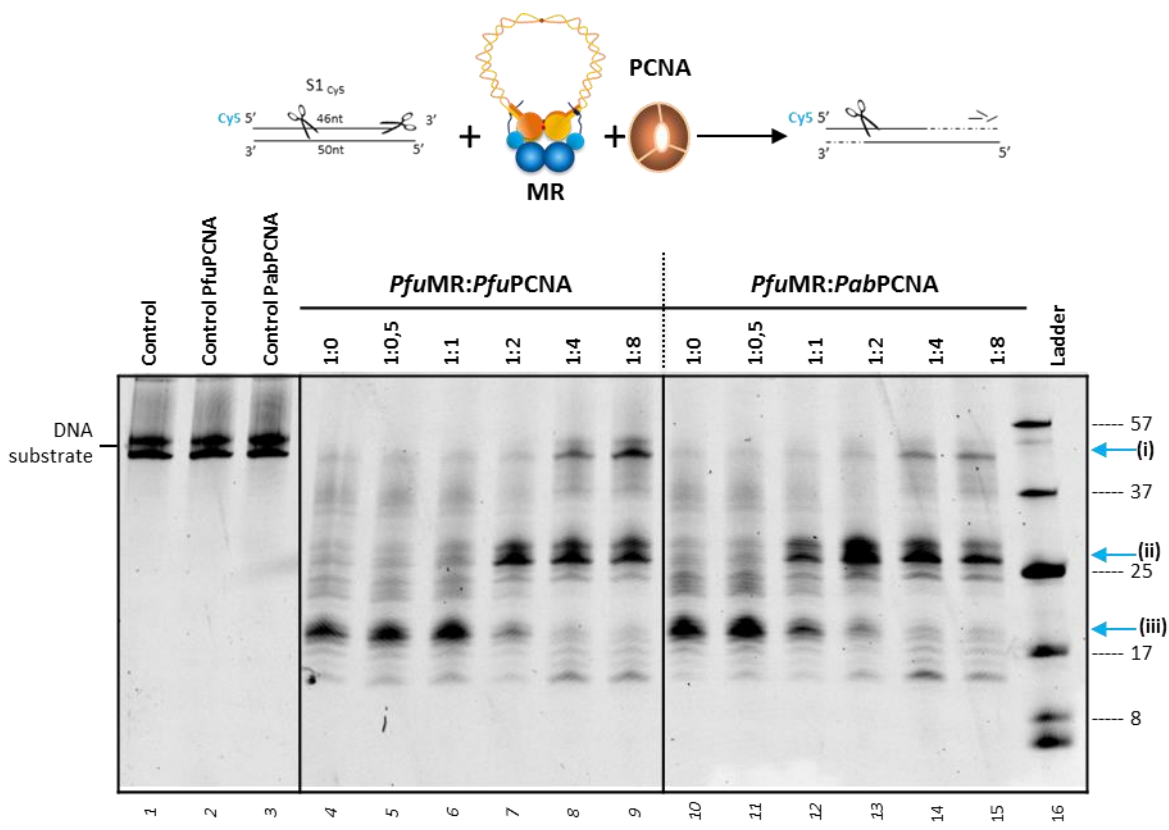 PCNA
S1 Cy5
Cy5 5′ 46nt 3′
3′ 50nt 5′
+ + 
MR
Cy5 5′
3′ 5′
Control
Control PfuPCNA
Control PabPCNA
PfuMR:PfuPCNA
PfuMR:PabPCNA
1:0
1:0,5
1:1
1:2
1:4
1:8
1:0
1:0,5
1:1
1:2
1:4
1:8
Ladder
DNA
substrate
57
(i)
37
(ii)
25
(iii)
17
8
1 2 3 4 5 6 7 8 9 10 11 12 13 14 15 16